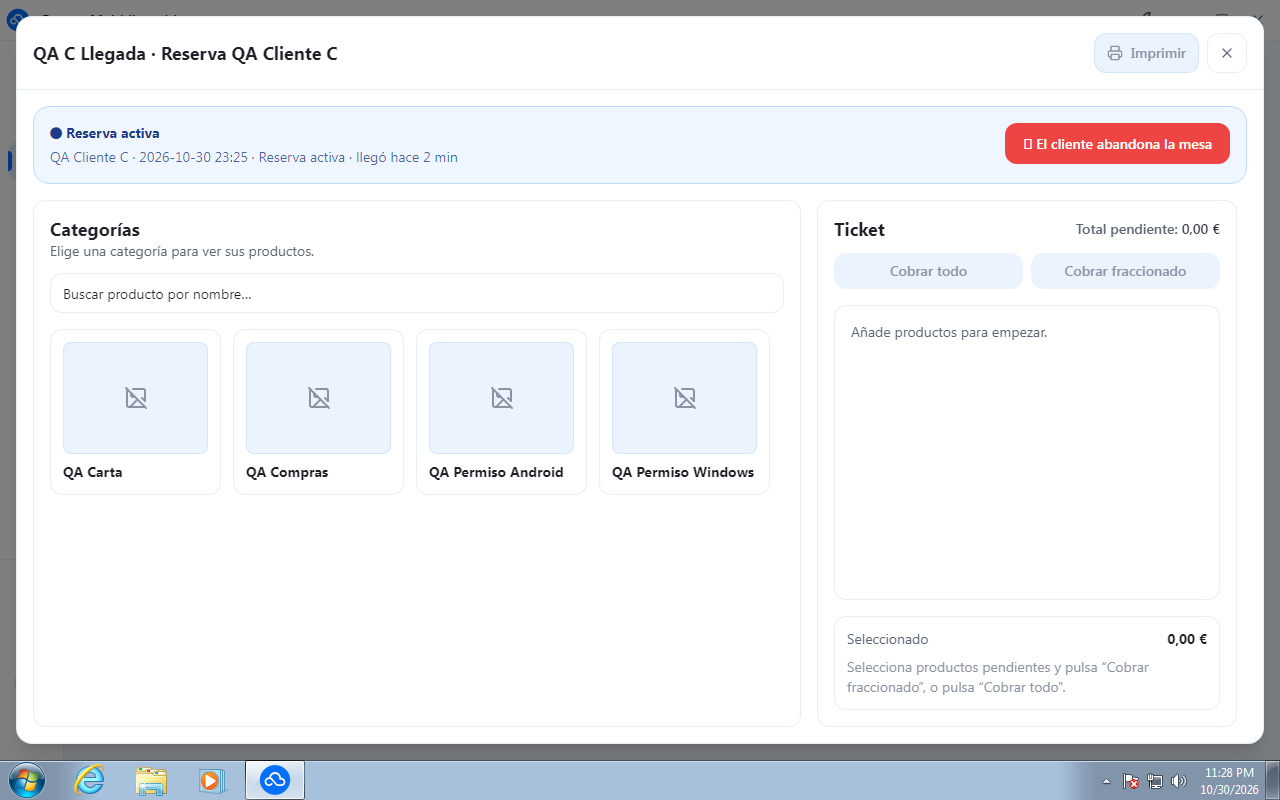 QA C Llegada · Reserva QA Cliente C
Imprimir
Reserva activa
QA Cliente C · 2026-10-30 23:25 · Reserva activa · llegó hace 2 min
El cliente abandona la mesa
Categorías
Elige una categoría para ver sus productos.
Buscar producto por nombre...
QA Carta
QA Compras
QA Permiso Android
QA Permiso Windows
Ticket
Total pendiente: 0,00 €
Cobrar todo
Cobrar fraccionado
Añade productos para empezar.
Seleccionado
0,00 €
Selecciona productos pendientes y pulsa “Cobrar
fraccionado”, o pulsa “Cobrar todo”.
11:28 PM
10/30/2026